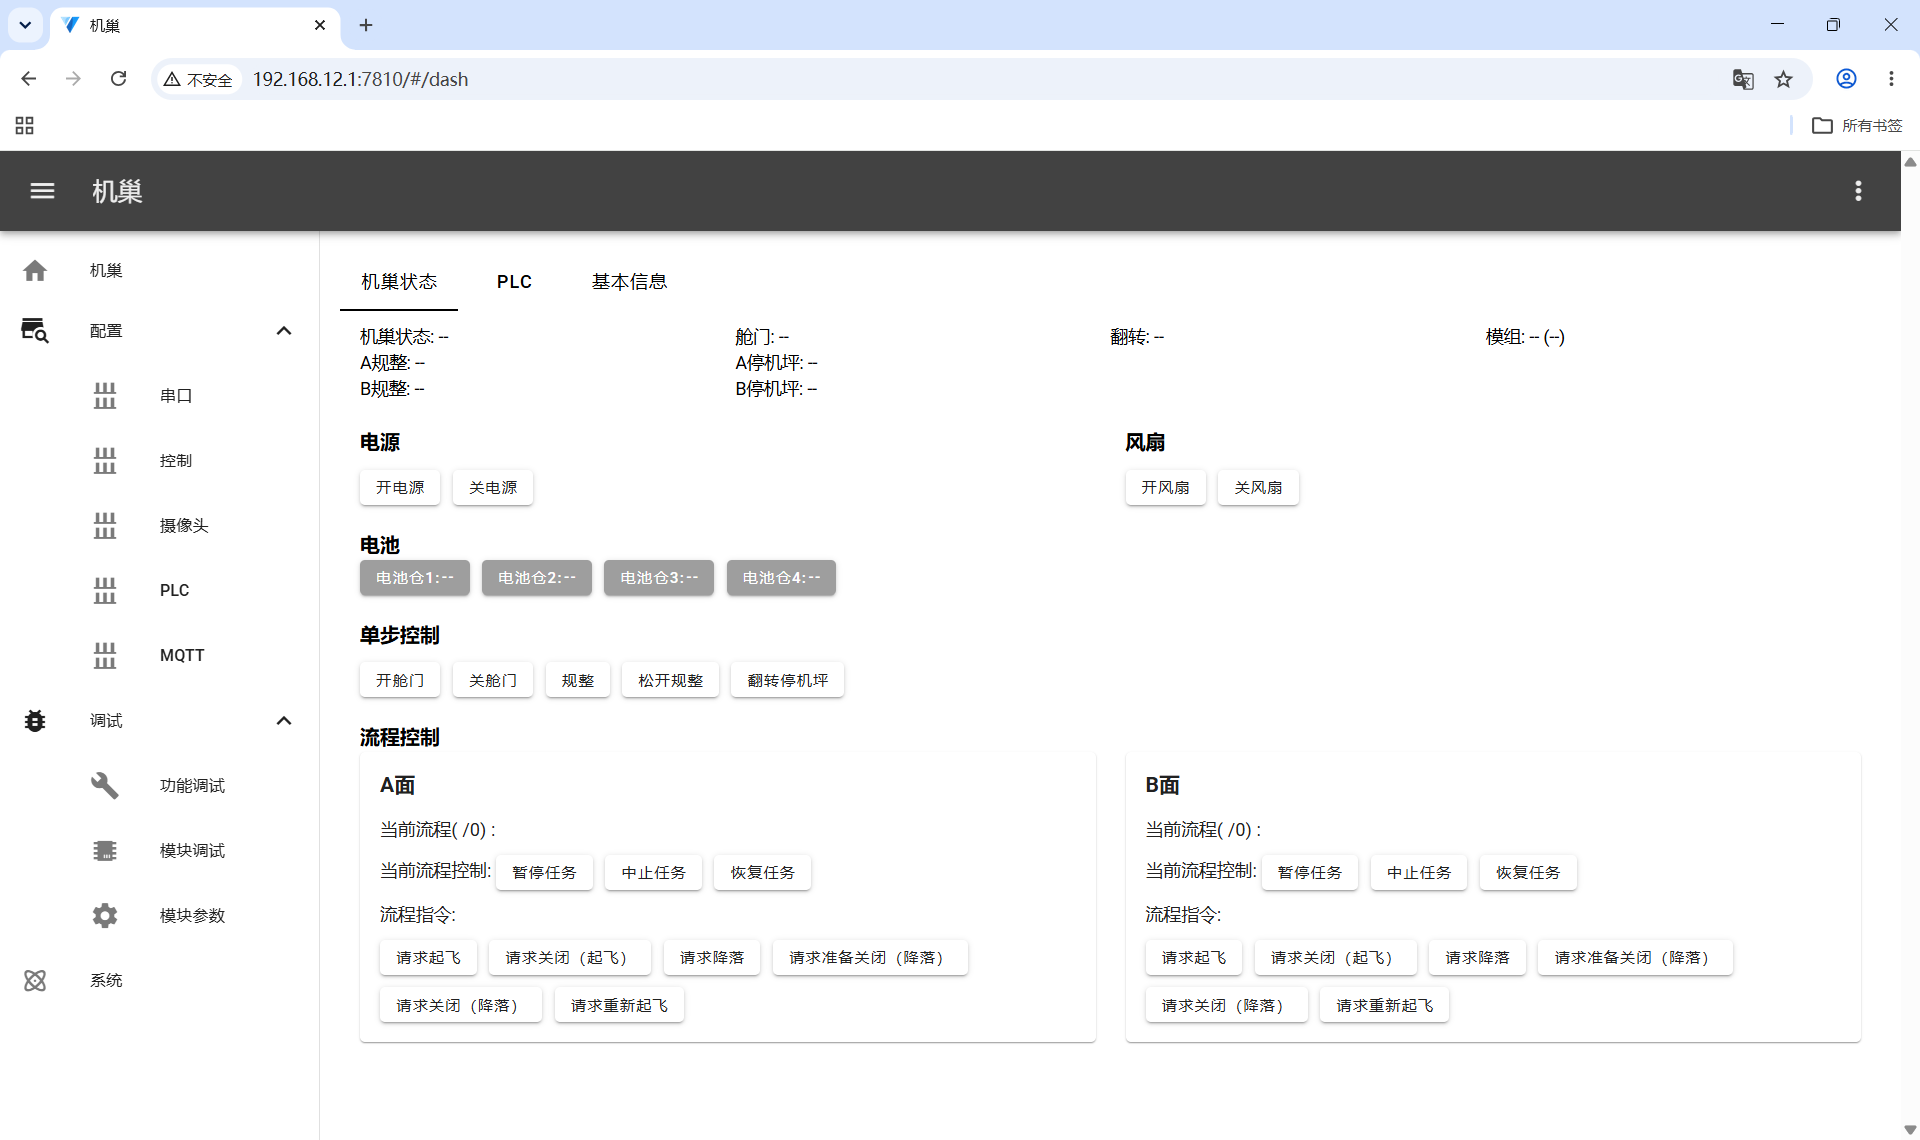 机巢
不安全
192.168.12.1:7810/#/dash
所有书签
机巢
机巢
配置
串口
控制
摄像头
PLC
MQTT
调试
功能调试
模块调试
模块参数
系统
机巢状态 PLC 基本信息
机巢状态: -- 舱门: -- 翻转: -- 模组: -- (--)
A规整: -- A停机坪: --
B规整: -- B停机坪: --
电源 风扇
开电源 关电源 开风扇 关风扇
电池
电池仓1:-- 电池仓2:-- 电池仓3:-- 电池仓4:--
单步控制
开舱门 关舱门 规整 松开规整 翻转停机坪
流程控制
A面
当前流程( /0) :
当前流程控制: 暂停任务 中止任务 恢复任务
流程指令:
请求起飞 请求关闭（起飞） 请求降落 请求准备关闭（降落）
请求关闭（降落） 请求重新起飞
B面
当前流程( /0) :
当前流程控制: 暂停任务 中止任务 恢复任务
流程指令:
请求起飞 请求关闭（起飞） 请求降落 请求准备关闭（降落）
请求关闭（降落） 请求重新起飞